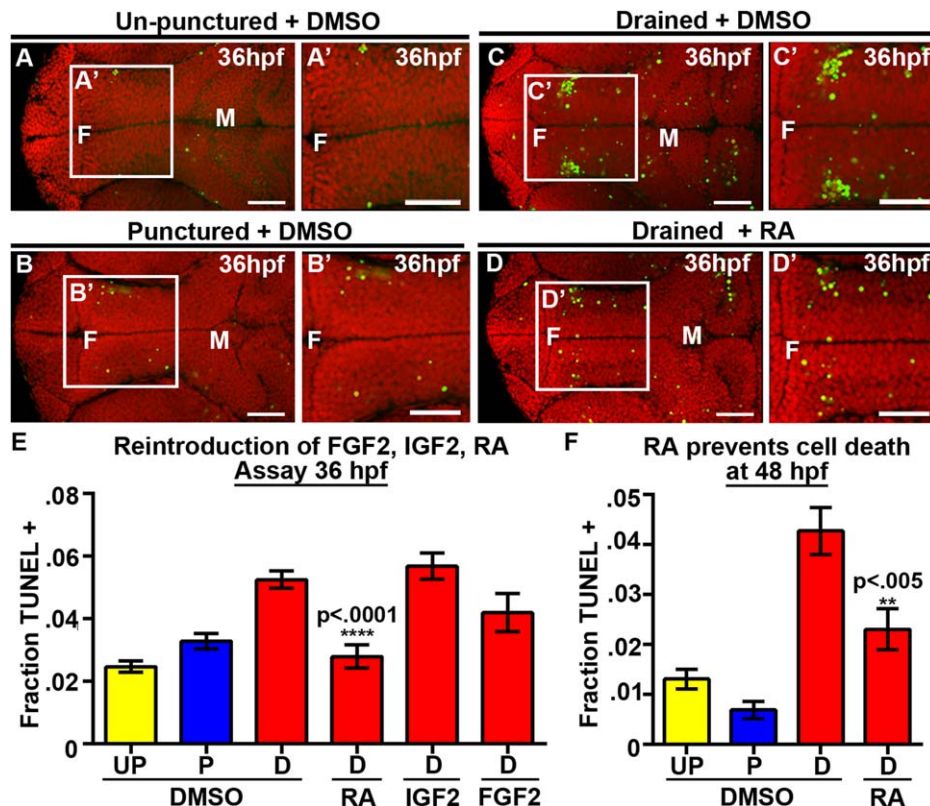 Un-punctured + DMSO
Drained + DMSO
A 36hpf A' F M
A' 36hpf F
C 36hpf C' F M
C' 36hpf F
Punctured + DMSO
Drained + RA
B 36hpf B' F M
B' 36hpf F
D 36hpf D' F M
D' 36hpf F
E Reintroduction of FGF2, IGF2, RA
Assay 36 hpf
Fraction TUNEL +
.08
.06
.04
.02
0
p<.0001
****
UP P D D D D
DMSO RA IGF2 FGF2
F RA prevents cell death
at 48 hpf
Fraction TUNEL +
.05
.04
.03
.02
.01
0
p<.005
**
UP P D D
DMSO RA